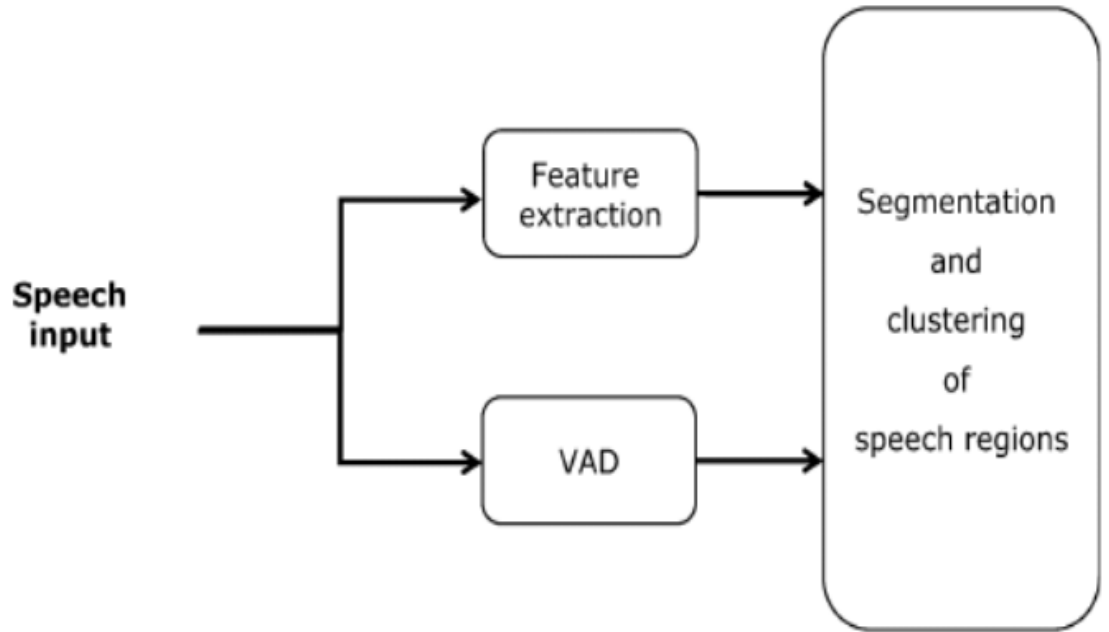 Speech
input
Feature
extraction
VAD
Segmentation
and
clustering
of
speech regions